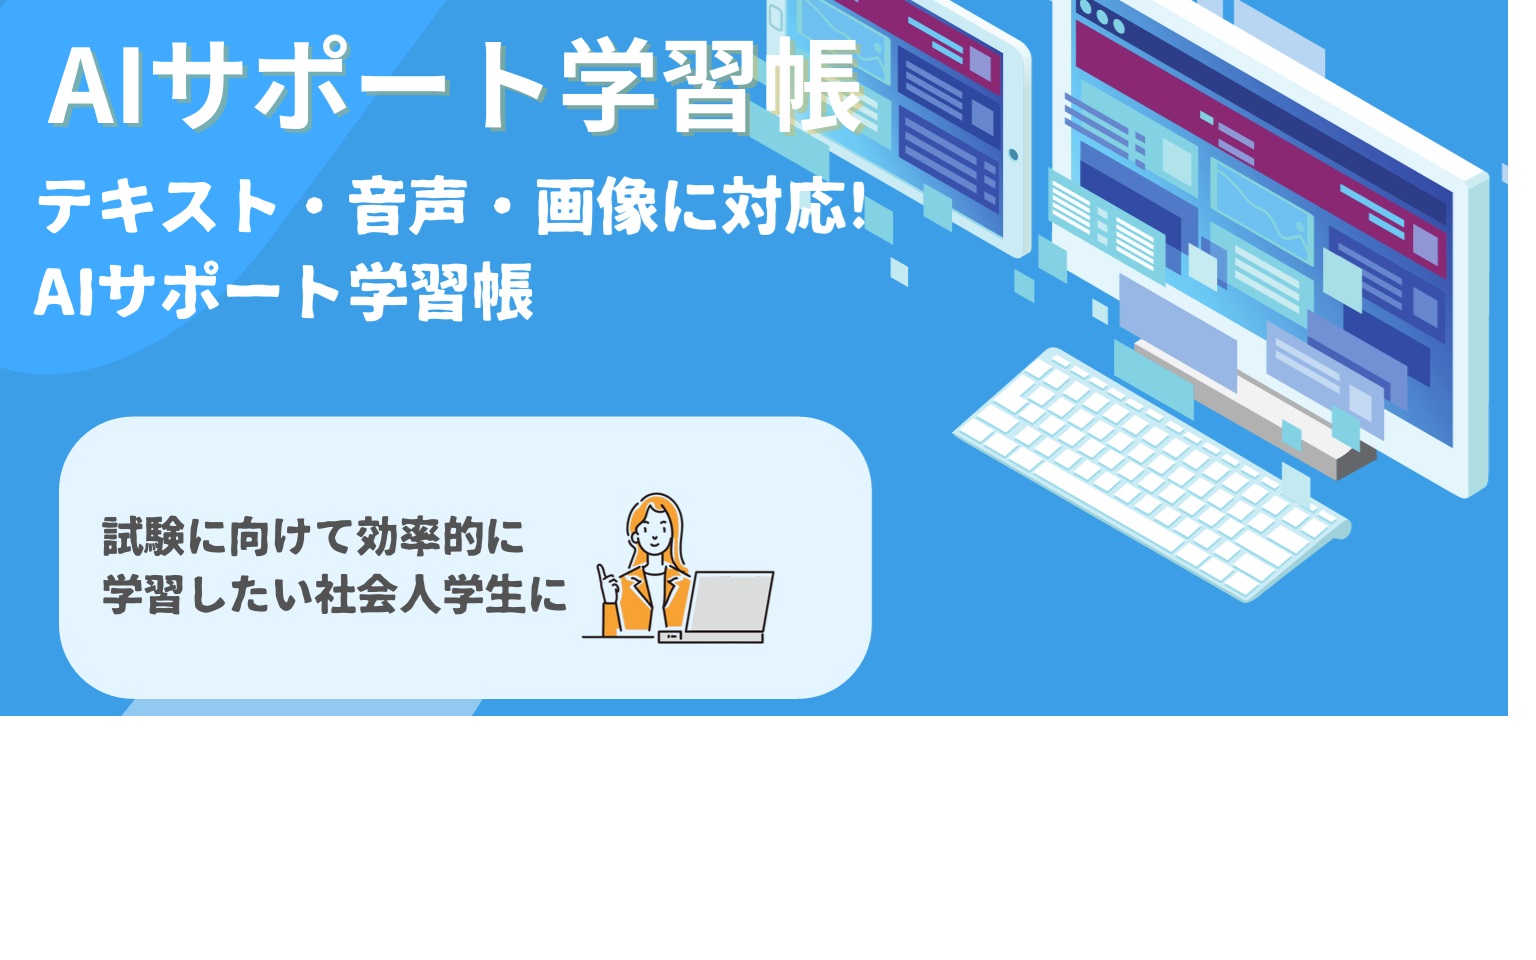 AIサポート学習帳
テキスト・音声・画像に対応!
AIサポート学習帳
試験に向けて効率的に
学習したい社会人学生に